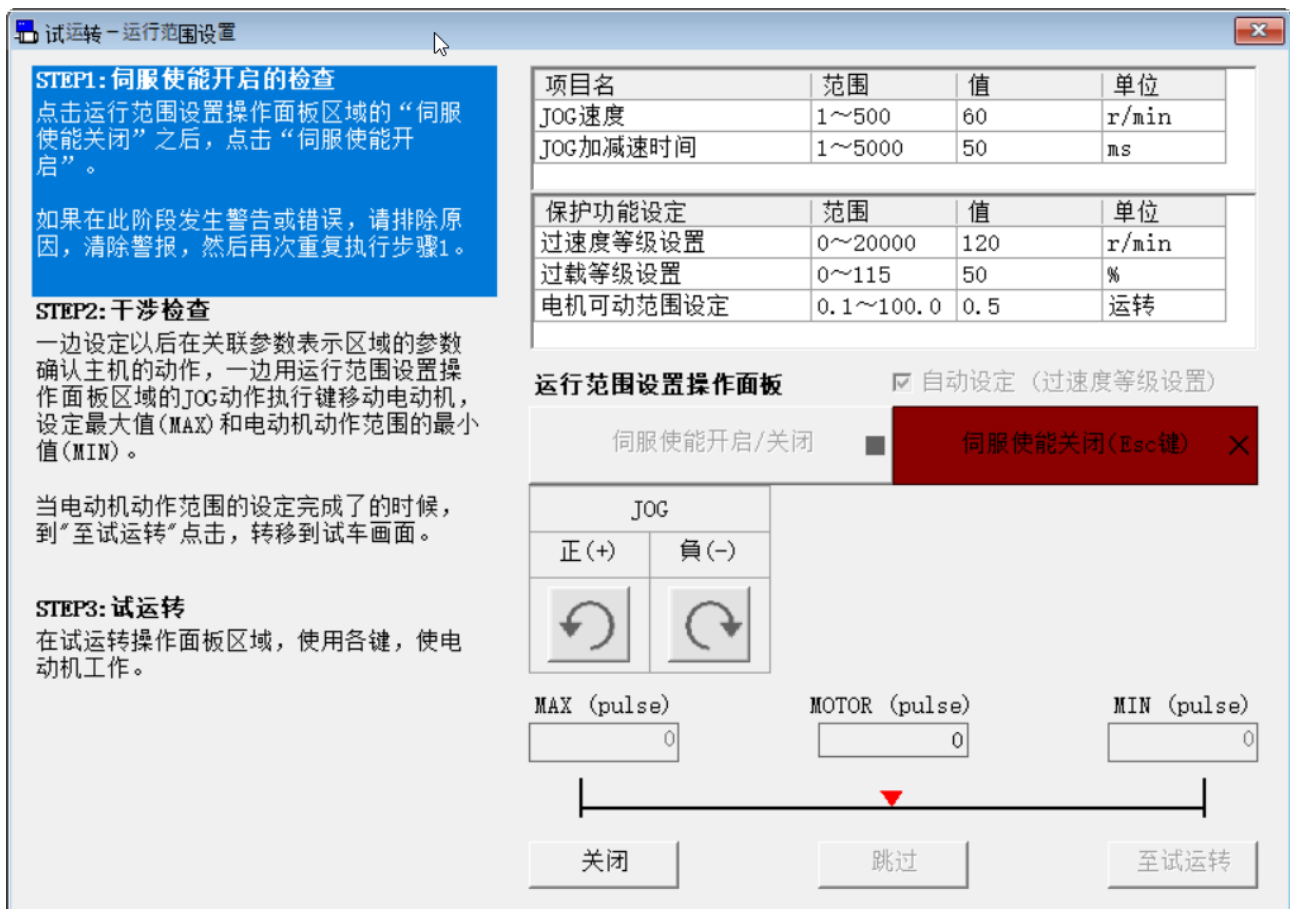 试运转－运行范围设置
STEP1:伺服使能开启的检查
点击运行范围设置操作面板区域的“伺服
使能关闭”之后，点击“伺服使能开
启”。
如果在此阶段发生警告或错误，请排除原
因，清除警报，然后再次重复执行步骤1。
STEP2:干涉检查
一边设定以后在关联参数表示区域的参数
确认主机的动作，一边用运行范围设置操
作面板区域的JOG动作执行键移动电动机，
设定最大值(MAX)和电动机动作范围的最小
值(MIN)。
当电动机动作范围的设定完成了的时候，
到″至试运转″点击，转移到试车画面。
STEP3:试运转
在试运转操作面板区域，使用各键，使电
动机工作。
项目名 范围 值 单位
JOG速度 1～500 60 r/min
JOG加减速时间 1～5000 50 ms
保护功能设定 范围 值 单位
过速度等级设置 0～20000 120 r/min
过载等级设置 0～115 50 %
电机可动范围设定 0.1～100.0 0.5 运转
运行范围设置操作面板 自动设定（过速度等级设置）
伺服使能开启/关闭 伺服使能关闭(Esc键)
JOG
正(+) 負(-)
MAX (pulse) MOTOR (pulse) MIN (pulse)
0 0 0
关闭 跳过 至试运转